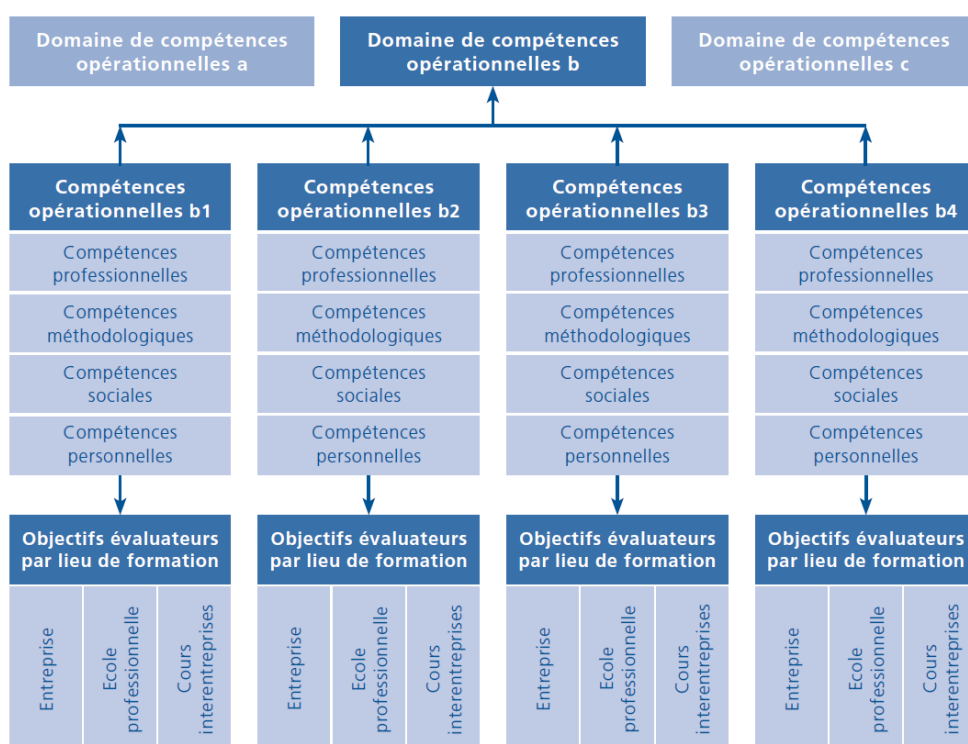 Domaine de compétences
opérationnelles a
Domaine de compétences
opérationnelles b
Domaine de compétences
opérationnelles c
Compétences
opérationnelles b1
Compétences
professionnelles
Compétences
méthodologiques
Compétences
sociales
Compétences
personnelles
Objectifs évaluateurs
par lieu de formation
Entreprise
Ecole
professionnelle
Cours
interentreprises
Compétences
opérationnelles b2
Compétences
professionnelles
Compétences
méthodologiques
Compétences
sociales
Compétences
personnelles
Objectifs évaluateurs
par lieu de formation
Entreprise
Ecole
professionnelle
Cours
interentreprises
Compétences
opérationnelles b3
Compétences
professionnelles
Compétences
méthodologiques
Compétences
sociales
Compétences
personnelles
Objectifs évaluateurs
par lieu de formation
Entreprise
Ecole
professionnelle
Cours
interentreprises
Compétences
opérationnelles b4
Compétences
professionnelles
Compétences
méthodologiques
Compétences
sociales
Compétences
personnelles
Objectifs évaluateurs
par lieu de formation
Entreprise
Ecole
professionnelle
Cours
interentreprises